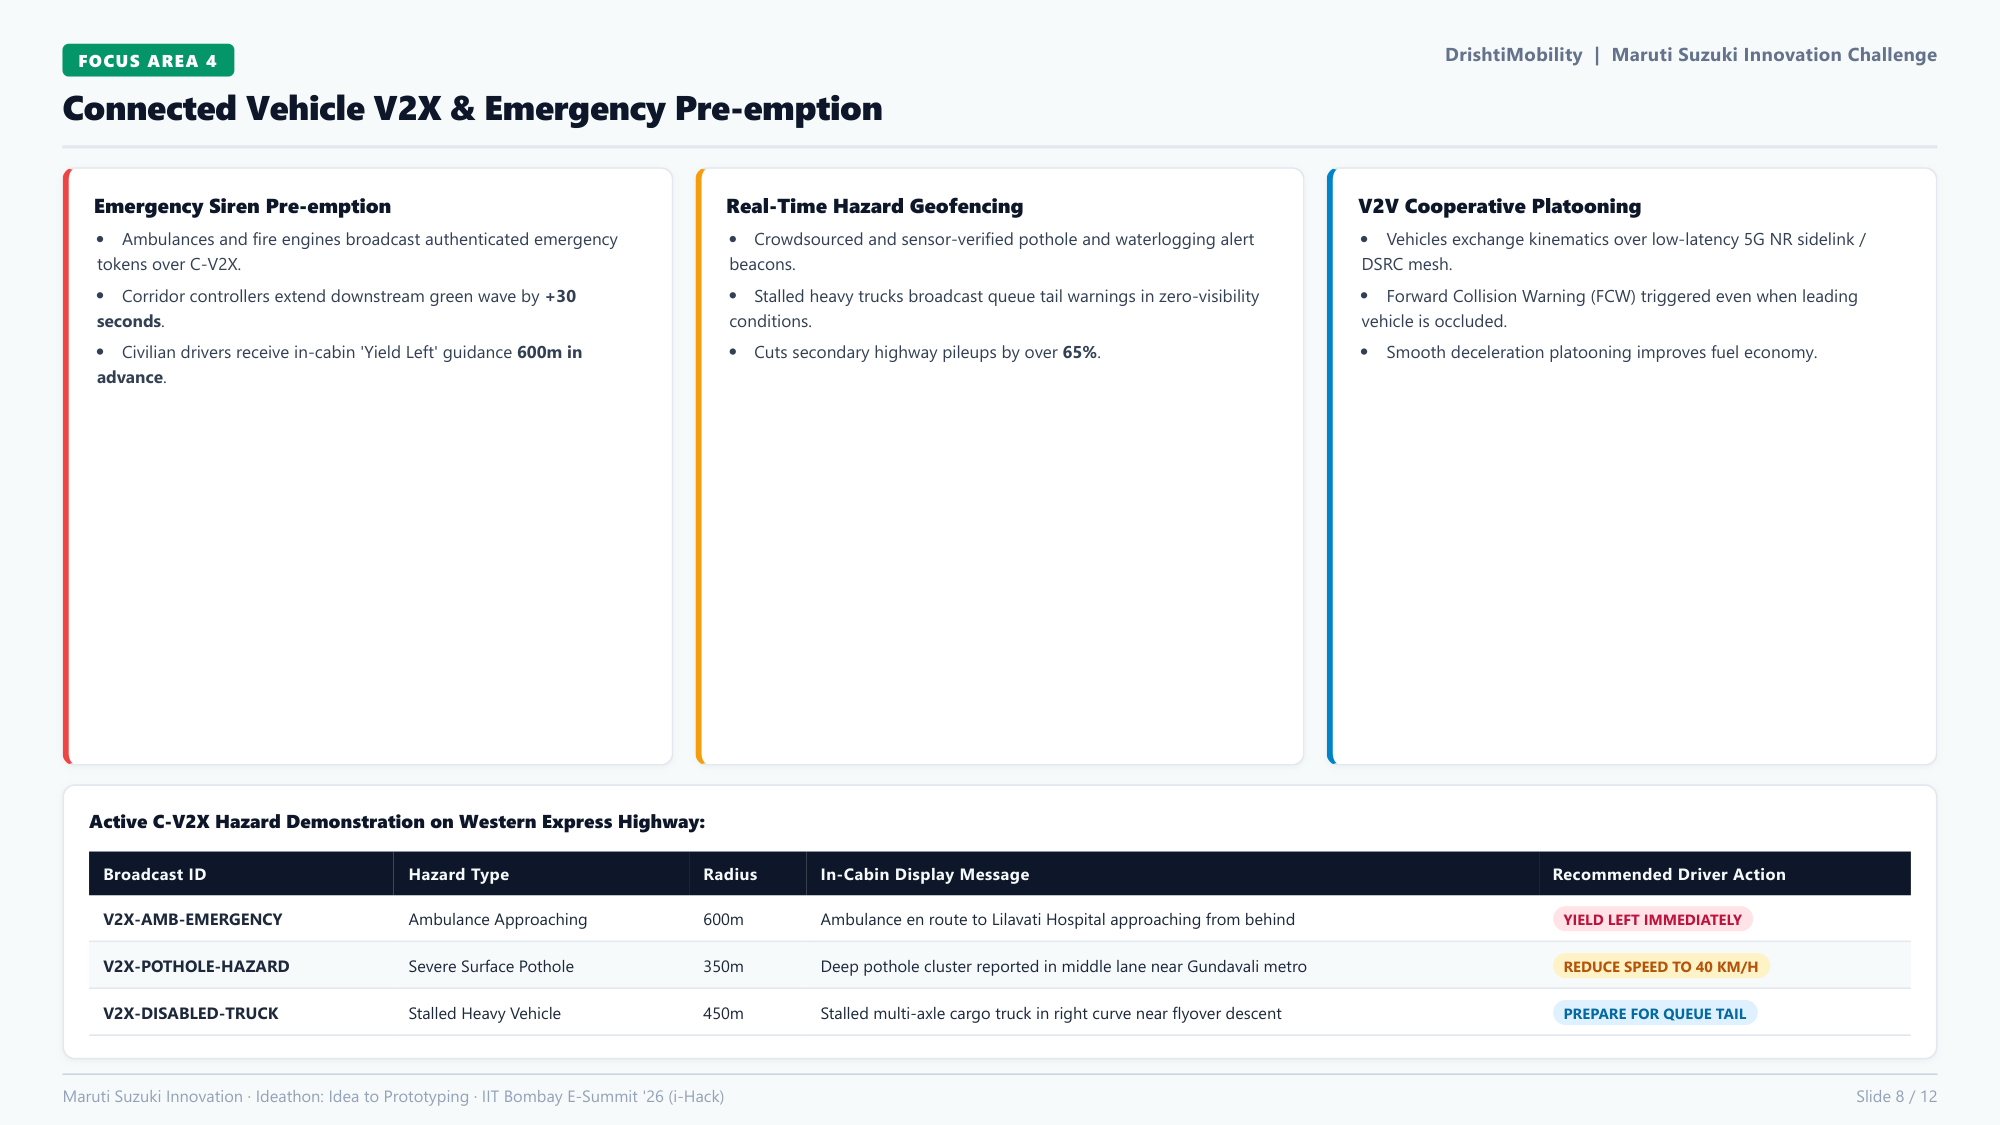 FOCUS AREA 4
DrishtiMobility | Maruti Suzuki Innovation Challenge
Connected Vehicle V2X & Emergency Pre-emption
Emergency Siren Pre-emption
• Ambulances and fire engines broadcast authenticated emergency
tokens over C-V2X.
• Corridor controllers extend downstream green wave by +30
seconds.
• Civilian drivers receive in-cabin 'Yield Left' guidance 600m in
advance.
Real-Time Hazard Geofencing
• Crowdsourced and sensor-verified pothole and waterlogging alert
beacons.
• Stalled heavy trucks broadcast queue tail warnings in zero-visibility
conditions.
• Cuts secondary highway pileups by over 65%.
V2V Cooperative Platooning
• Vehicles exchange kinematics over low-latency 5G NR sidelink /
DSRC mesh.
• Forward Collision Warning (FCW) triggered even when leading
vehicle is occluded.
• Smooth deceleration platooning improves fuel economy.
Active C-V2X Hazard Demonstration on Western Express Highway:
Broadcast ID Hazard Type Radius In-Cabin Display Message Recommended Driver Action
V2X-AMB-EMERGENCY Ambulance Approaching 600m Ambulance en route to Lilavati Hospital approaching from behind YIELD LEFT IMMEDIATELY
V2X-POTHOLE-HAZARD Severe Surface Pothole 350m Deep pothole cluster reported in middle lane near Gundavali metro REDUCE SPEED TO 40 KM/H
V2X-DISABLED-TRUCK Stalled Heavy Vehicle 450m Stalled multi-axle cargo truck in right curve near flyover descent PREPARE FOR QUEUE TAIL
Maruti Suzuki Innovation · Ideathon: Idea to Prototyping · IIT Bombay E-Summit '26 (i-Hack)
Slide 8 / 12